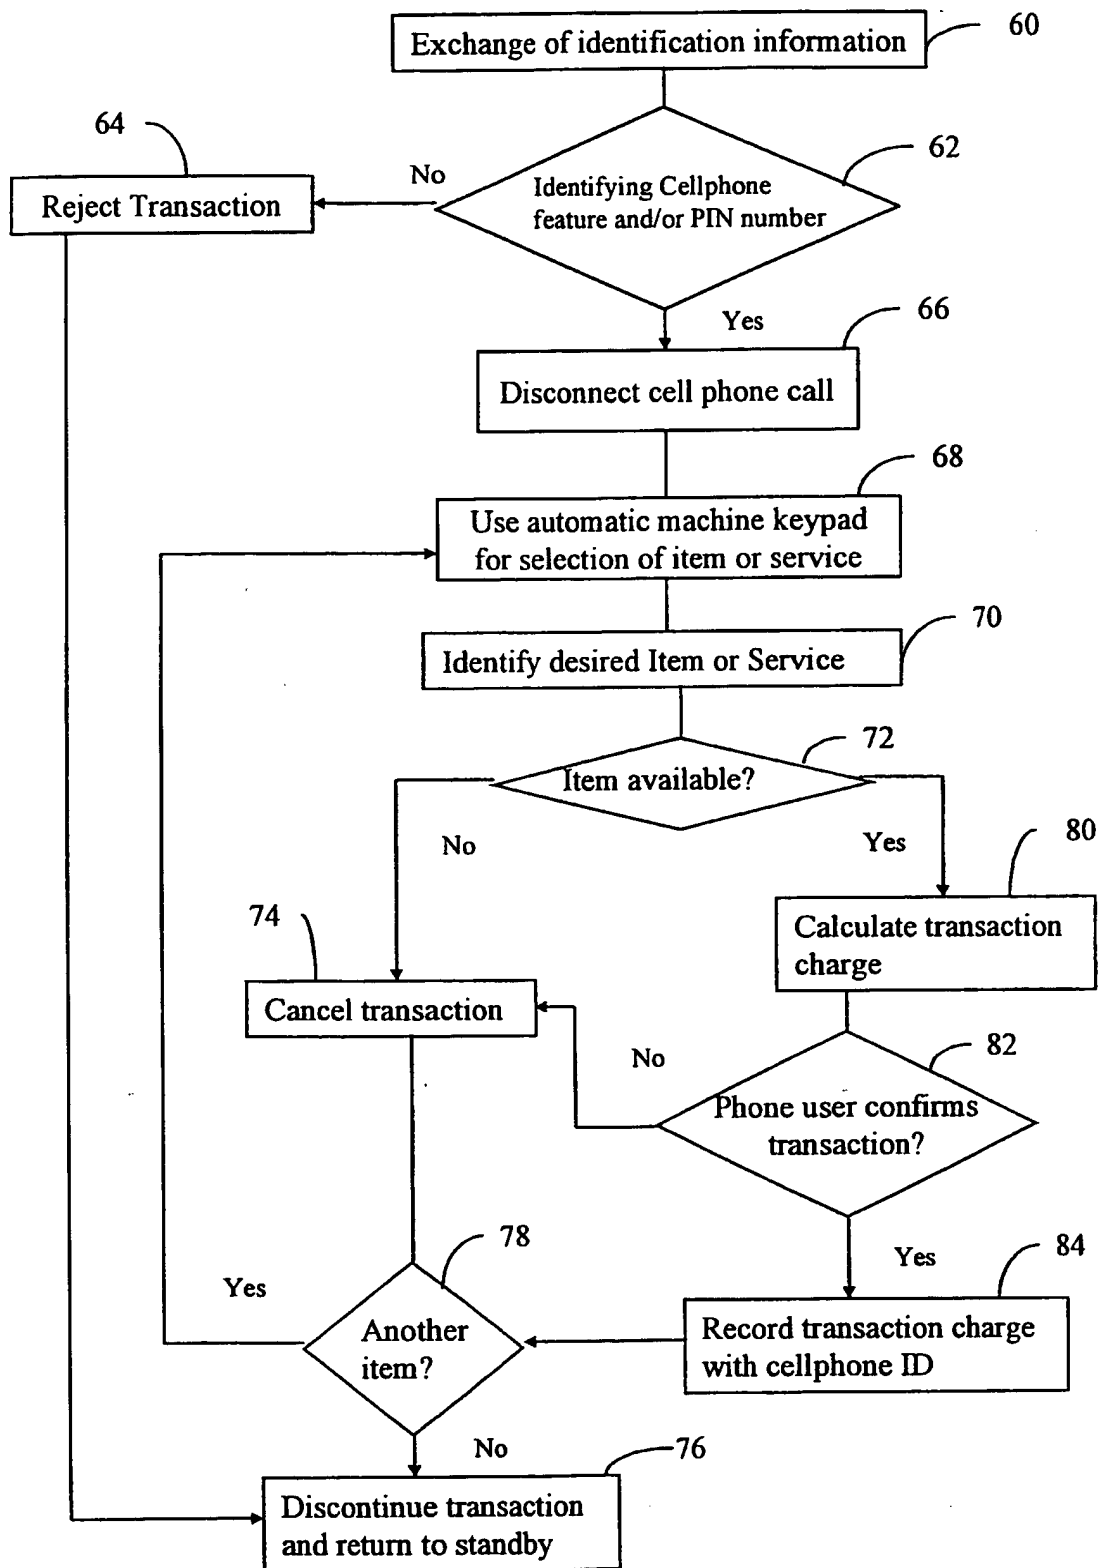 60
Exchange of identification information
64
62
No
Identifying Cellphone
feature and/or PIN number
Reject Transaction
66
Yes
Disconnect cell phone call
68
Use automatic machine keypad
for selection of item or service
70
Identify desired Item or Service
72
Item available?
No
Yes
80
74
Calculate transaction
charge
Cancel transaction
82
No
Phone user confirms
transaction?
78
Yes
84
Yes
Another
item?
Record transaction charge
with cellphone ID
No
76
Discontinue transaction
and return to standby